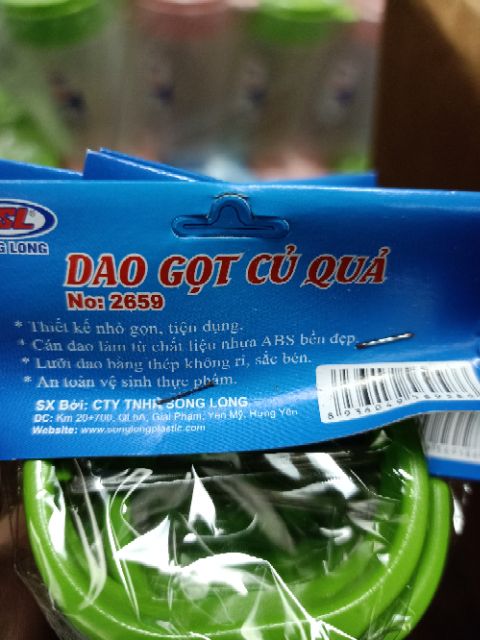 SL®
G LONG
DAO GỌT CỦ QUẢ
No: 2659
* Thiết kế nhỏ gọn, tiện dụng.
* Cán dao làm từ chất liệu nhựa ABS bền đẹp
* Lưỡi dao bằng thép không rỉ, sắc bén.
* An toàn vệ sinh thực phẩm.
SX Bởi: CTY TNHH SONG LONG
ĐC: Km 20+700, QL5A, Giai Phạm, Yên Mỹ, Hưng Yên
Website: www.songlongplastic.com